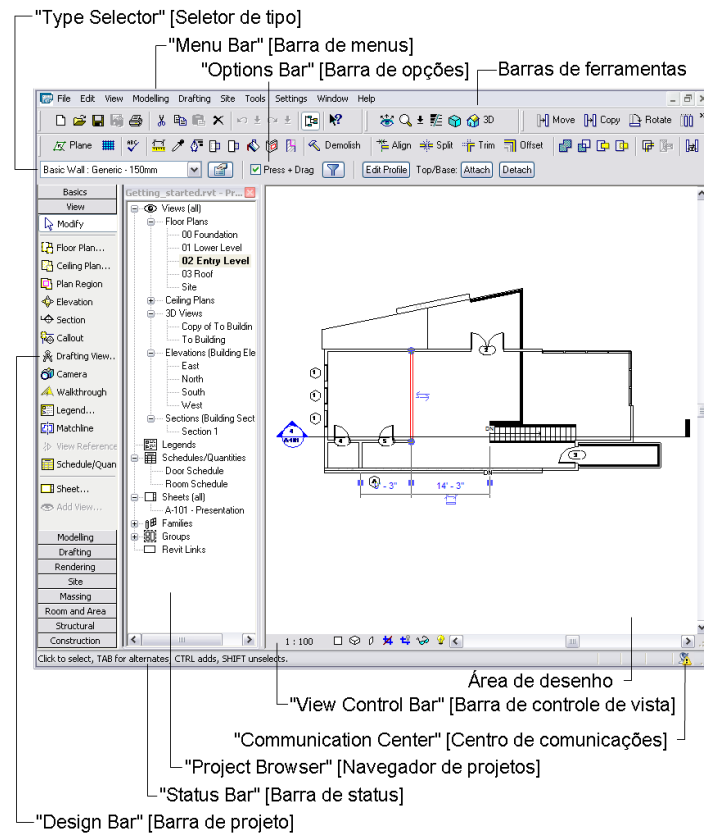 "Type Selector" [Seletor de tipo]
"Menu Bar" [Barra de menus]
"Options Bar" [Barra de opções]
Barras de ferramentas
File Edit View Modelling Drafting Site Tools Settings Window Help
3D Move Copy Rotate
Plane Demolish Align Split Trim Offset
Basic Wall : Generic - 150mm Press + Drag Edit Profile Top/Base: Attach Detach
Basics
View
Modify
Floor Plan...
Ceiling Plan...
Plan Region
Elevation
Section
Callout
Drafting View..
Camera
Walkthrough
Legend...
Matchline
View Reference
Schedule/Quan
Sheet...
Add View...
Modelling
Drafting
Rendering
Site
Massing
Room and Area
Structural
Construction
Getting_started.rvt - Pr...
Views (all)
Floor Plans
00 Foundation
01 Lower Level
02 Entry Level
03 Roof
Site
Ceiling Plans
3D Views
Copy of To Buildin
To Building
Elevations (Building Ele
East
North
South
West
Sections (Building Sect
Section 1
Legends
Schedules/Quantities
Door Schedule
Room Schedule
Sheets (all)
A-101 - Presentation
Families
Groups
Revit Links
DN
4
A-101
4
5
DN
- 3"
14' - 3"
1 : 100
Click to select, TAB for alternates, CTRL adds, SHIFT unselects.
Área de desenho
"View Control Bar" [Barra de controle de vista]
"Communication Center" [Centro de comunicações]
"Project Browser" [Navegador de projetos]
"Status Bar" [Barra de status]
"Design Bar" [Barra de projeto]